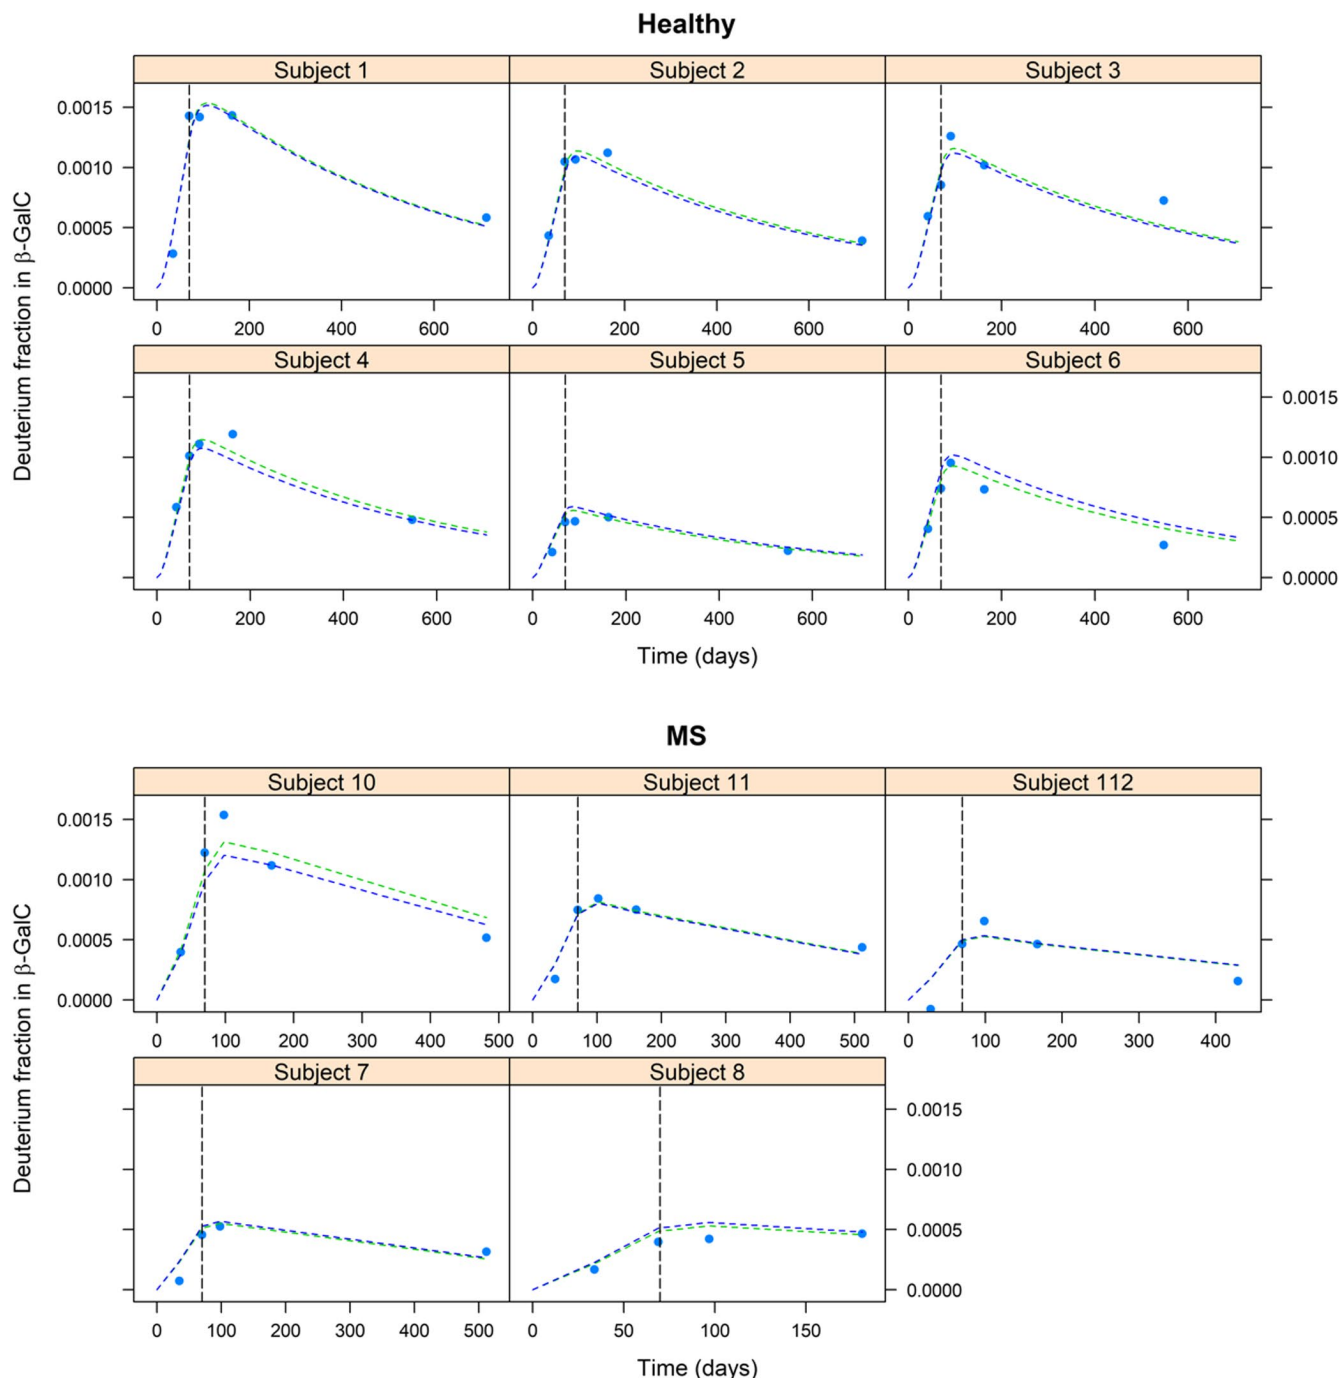 Healthy
Subject 1 Subject 2 Subject 3
0.0015
0.0010
0.0005
0.0000
0 200 400 600 0 200 400 600 0 200 400 600
Subject 4 Subject 5 Subject 6
0.0015
0.0010
0.0005
0.0000
0 200 400 600 0 200 400 600 0 200 400 600
Deuterium fraction in β-GalC
Time (days)
MS
Subject 10 Subject 11 Subject 112
0.0015
0.0010
0.0005
0.0000
0 100 200 300 400 500 0 100 200 300 400 500 0 100 200 300 400
Subject 7 Subject 8
0.0015
0.0010
0.0005
0.0000
0 100 200 300 400 500 0 50 100 150
Deuterium fraction in β-GalC
Time (days)